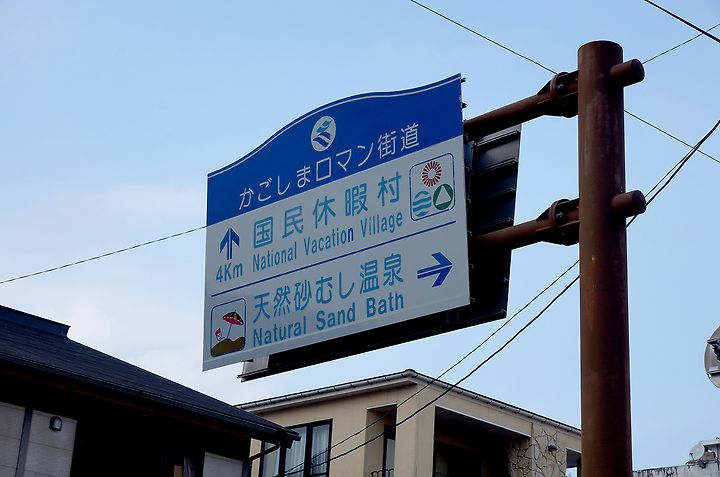 かごしまロマン街道
国民休暇村
4Km National Vacation Village
天然砂むし温泉
Natural Sand Bath